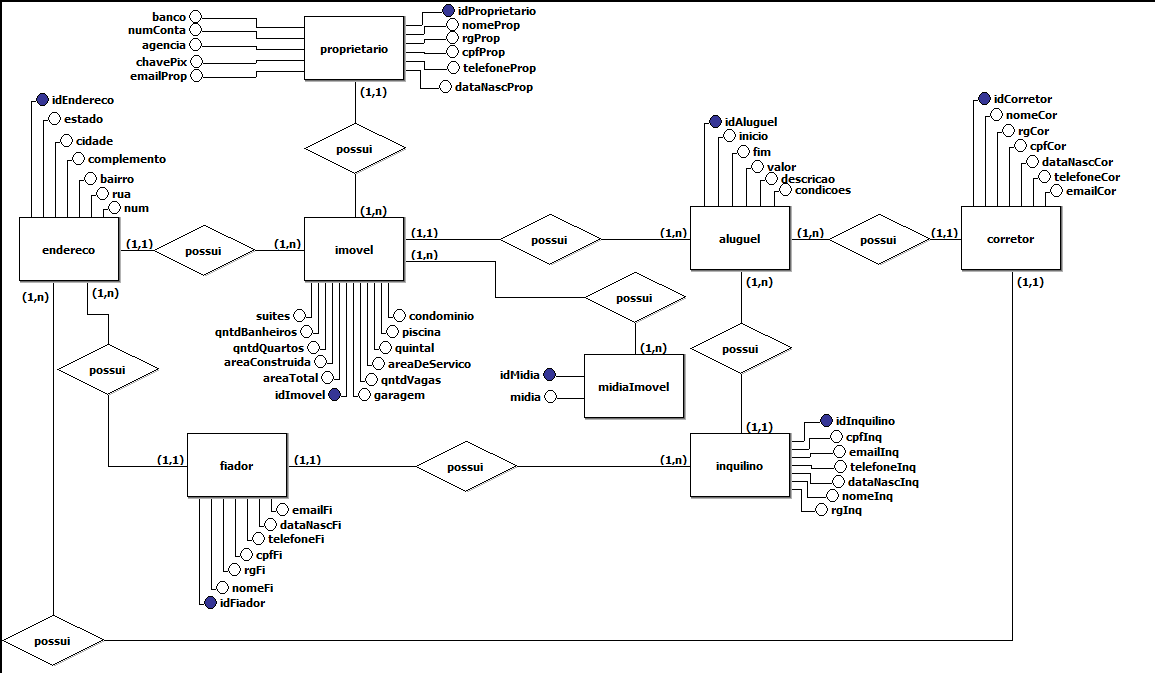 banco
numConta
agencia
chavePix
emailProp
proprietario
idProprietario
nomeProp
rgProp
cpfProp
telefoneProp
dataNascProp
(1,1)
possui
(1,n)
idEndereco
estado
cidade
complemento
bairro
rua
num
endereco
(1,1)
possui
(1,n)
imovel
(1,1)
(1,n)
possui
(1,n)
idAluguel
inicio
fim
valor
descricao
condicoes
aluguel
(1,n)
possui
(1,1)
idCorretor
nomeCor
rgCor
cpfCor
dataNascCor
telefoneCor
emailCor
corretor
(1,1)
(1,n)
(1,n)
suites
qntdBanheiros
qntdQuartos
areaConstruida
areaTotal
idImovel
condominio
piscina
quintal
areaDeServico
qntdVagas
garagem
possui
(1,n)
idMidia
midia
midiaImovel
(1,n)
possui
(1,1)
possui
(1,1)
fiador
(1,1)
possui
(1,n)
inquilino
idInquilino
cpfInq
emailInq
telefoneInq
dataNascInq
nomeInq
rgInq
emailFi
dataNascFi
telefoneFi
cpfFi
rgFi
nomeFi
idFiador
possui